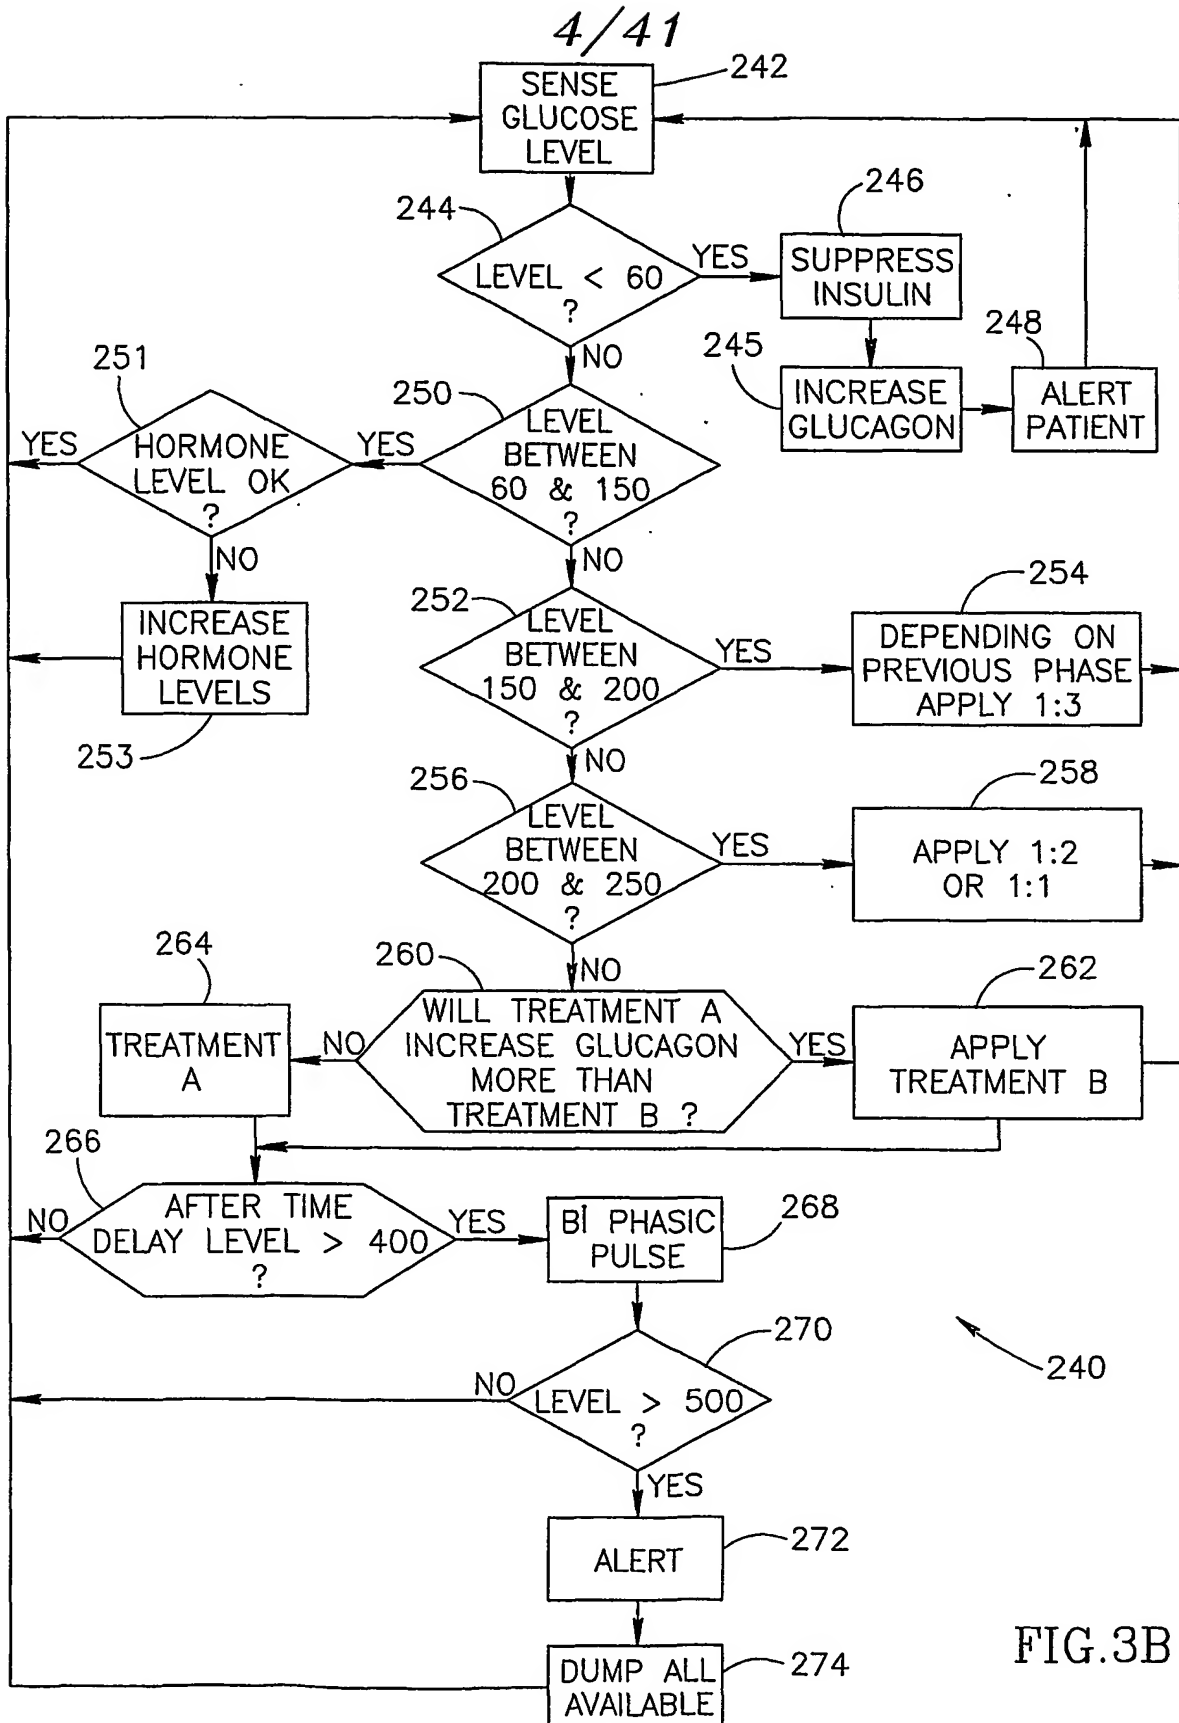 4/41
SENSE
GLUCOSE
LEVEL
242
244
LEVEL < 60
?
YES
246
SUPPRESS
INSULIN
NO
245
INCREASE
GLUCAGON
248
ALERT
PATIENT
250
LEVEL
BETWEEN
60 & 150
?
YES
251
HORMONE
LEVEL OK
?
YES
NO
INCREASE
HORMONE
LEVELS
253
NO
252
LEVEL
BETWEEN
150 & 200
?
YES
254
DEPENDING ON
PREVIOUS PHASE
APPLY 1:3
NO
256
LEVEL
BETWEEN
200 & 250
?
YES
258
APPLY 1:2
OR 1:1
NO
260
WILL TREATMENT A
INCREASE GLUCAGON
MORE THAN
TREATMENT B ?
NO
264
TREATMENT
A
YES
262
APPLY
TREATMENT B
266
AFTER TIME
DELAY LEVEL > 400
?
NO
YES
BI PHASIC
PULSE
268
270
LEVEL > 500
?
NO
YES
240
ALERT
272
DUMP ALL
AVAILABLE
274
FIG.3B